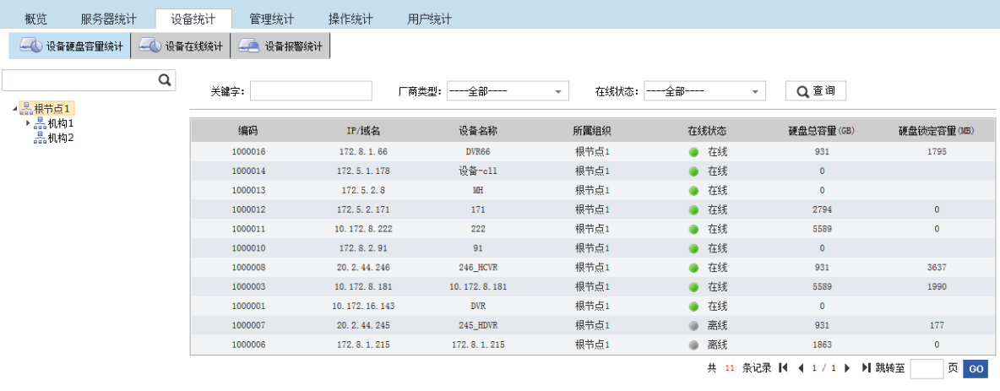 概览 服务器统计 设备统计 管理统计 操作统计 用户统计
设备硬盘容量统计 设备在线统计 设备报警统计
关键字： 厂商类型： ----全部---- 在线状态： ----全部---- 查询
根节点1
机构1
机构2
编码 IP/域名 设备名称 所属组织 在线状态 硬盘总容量(GB) 硬盘锁定容量(MB)
1000016 172.8.1.66 DVR66 根节点1 在线 931 1795
1000014 172.5.1.178 设备-cll 根节点1 在线 0
1000013 172.5.2.8 MH 根节点1 在线 0
1000012 172.5.2.171 171 根节点1 在线 2794 0
1000011 10.172.8.222 222 根节点1 在线 5589 0
1000010 172.8.2.91 91 根节点1 在线 0
1000008 20.2.44.246 246_HCVR 根节点1 在线 931 3637
1000003 10.172.8.181 10.172.8.181 根节点1 在线 5589 1990
1000001 10.172.16.143 DVR 根节点1 在线 0
1000007 20.2.44.245 245_HDVR 根节点1 离线 931 177
1000006 172.8.1.215 172.8.1.215 根节点1 离线 1863 0
共 11 条记录 1 / 1 跳转至 页 GO